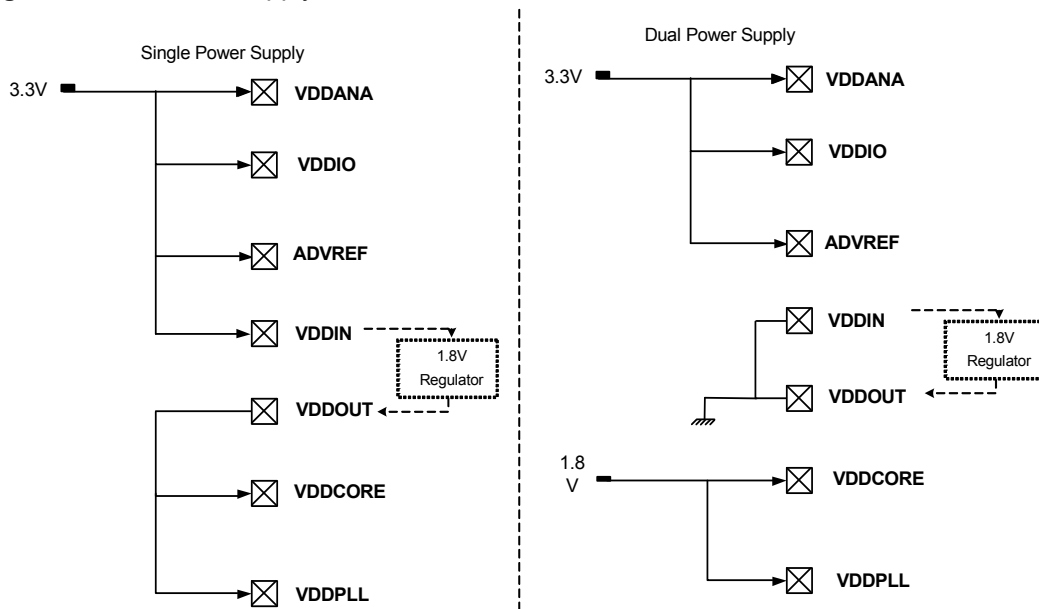 Single Power Supply
3.3V
VDDANA
VDDIO
ADVREF
VDDIN
1.8V
Regulator
VDDOUT
VDDCORE
VDDPLL
Dual Power Supply
3.3V
VDDANA
VDDIO
ADVREF
VDDIN
1.8V
Regulator
VDDOUT
1.8
V
VDDCORE
VDDPLL